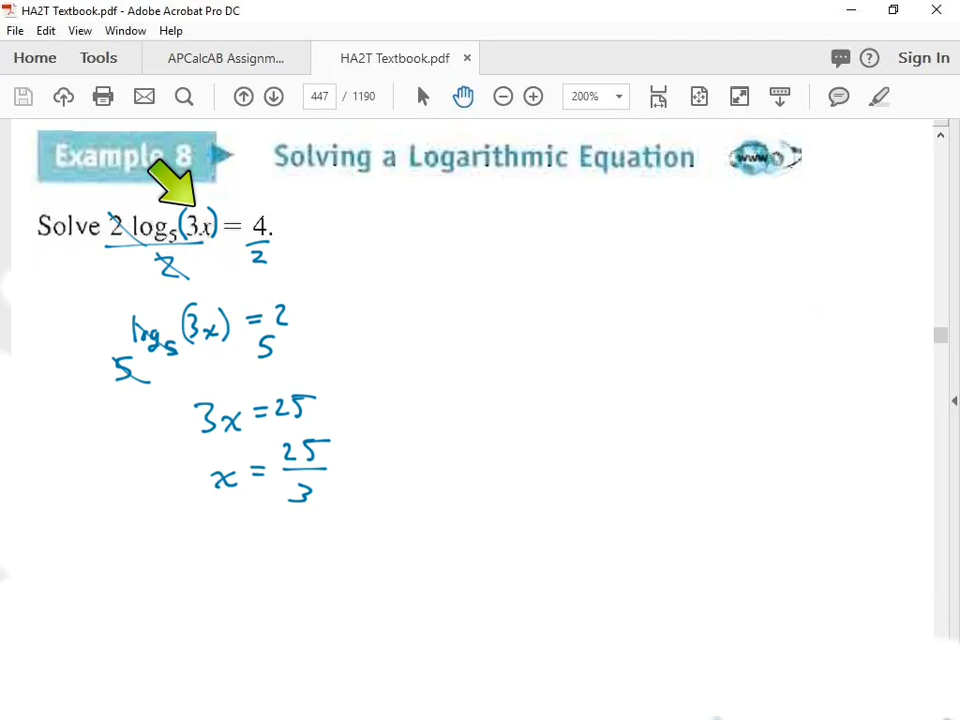 HA2T Textbook.pdf - Adobe Acrobat Pro DC
File Edit View Window Help
Home Tools APCalcAB Assignm... HA2T Textbook.pdf × Sign In
447 / 1190 200%
Example 8 Solving a Logarithmic Equation
www
Solve 2 log₅(3x) = 4.
2 2
log₅(3x) = 2
5 5
3x = 25
x = 25/3